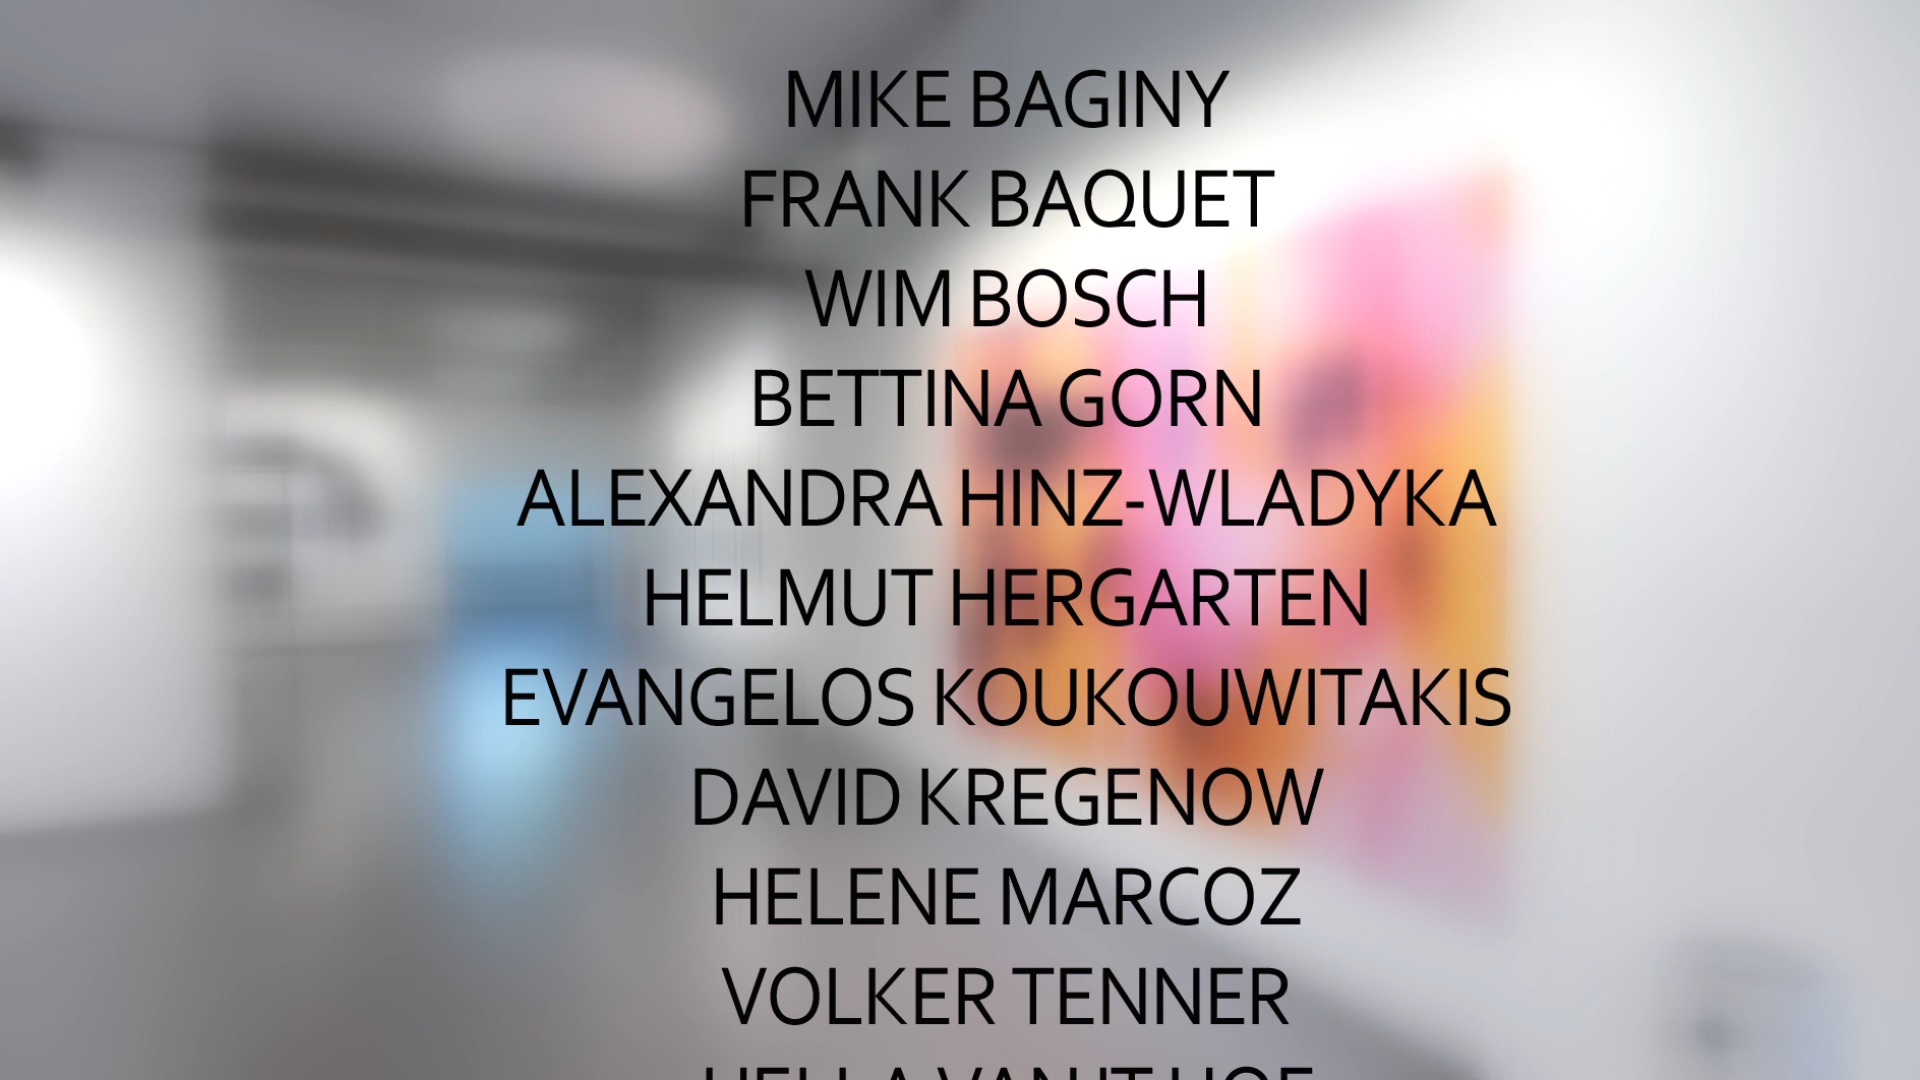 MIKE BAGINY
FRANK BAQUET
WIM BOSCH
BETTINA GORN
ALEXANDRA HINZ-WLADYKA
HELMUT HERGARTEN
EVANGELOS KOUKOUWITAKIS
DAVID KREGENOW
HELENE MARCOZ
VOLKER TENNER